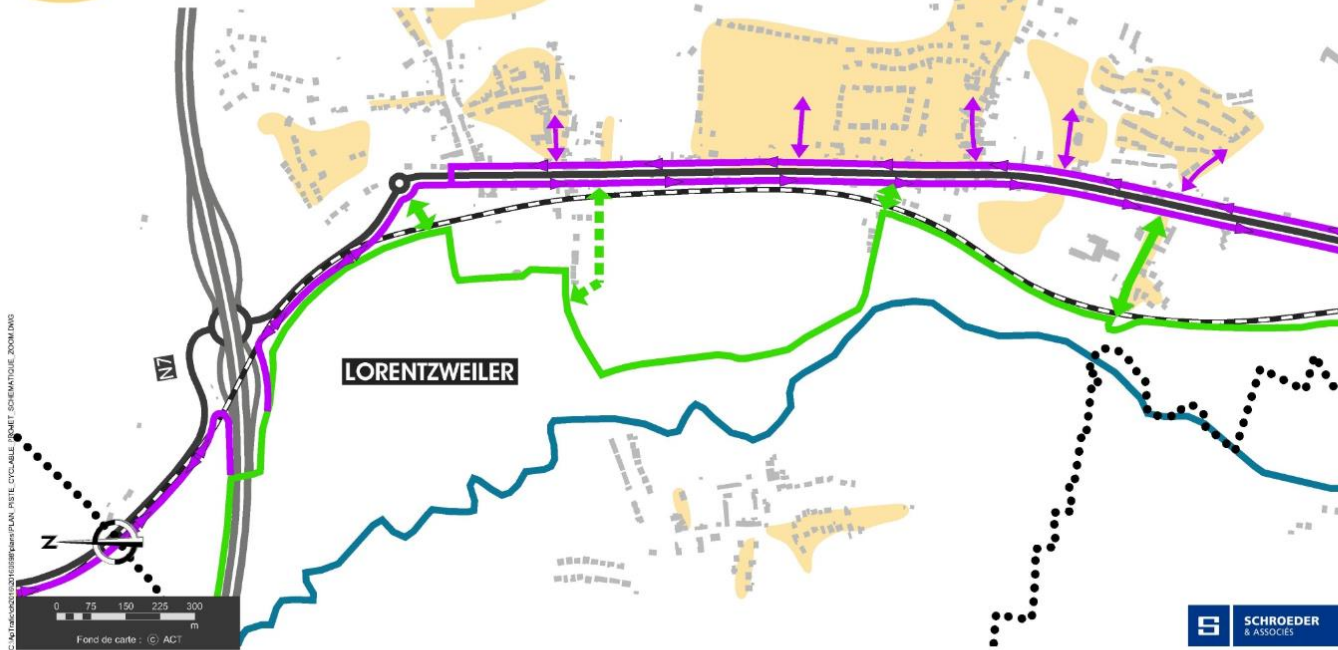 N7
LORENTZWEILER
N
0 75 150 225 300
m
Fond de carte : © ACT
S SCHROEDER
& ASSOCIÉS